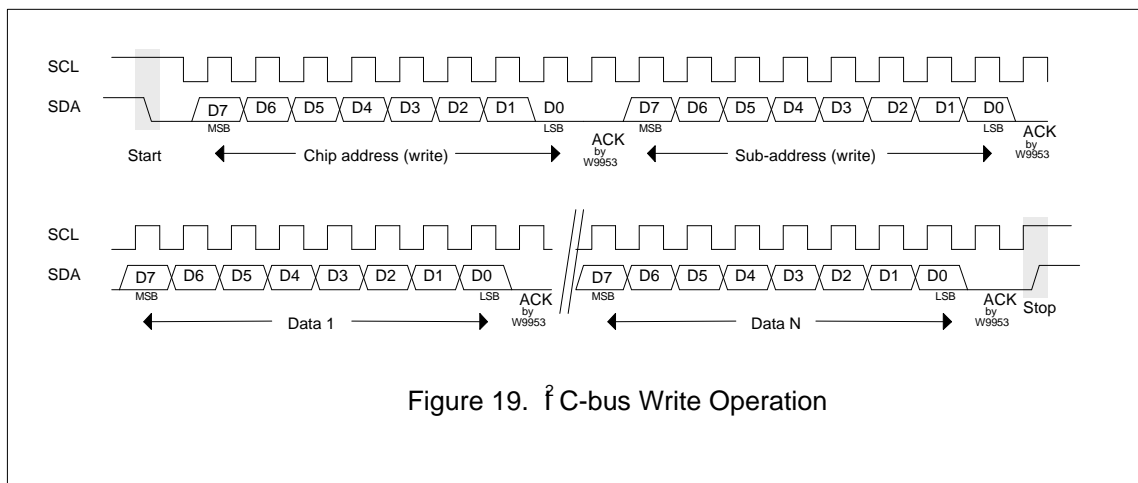 SCL
SDA D7 D6 D5 D4 D3 D2 D1 D0 D7 D6 D5 D4 D3 D2 D1 D0
MSB LSB ACK MSB LSB ACK
Start Chip address (write) by Sub-address (write) by
W9953 W9953
SCL
SDA D7 D6 D5 D4 D3 D2 D1 D0 D7 D6 D5 D4 D3 D2 D1 D0
MSB LSB ACK MSB LSB ACK Stop
Data 1 by Data N by
W9953 W9953
Figure 19. I²C-bus Write Operation